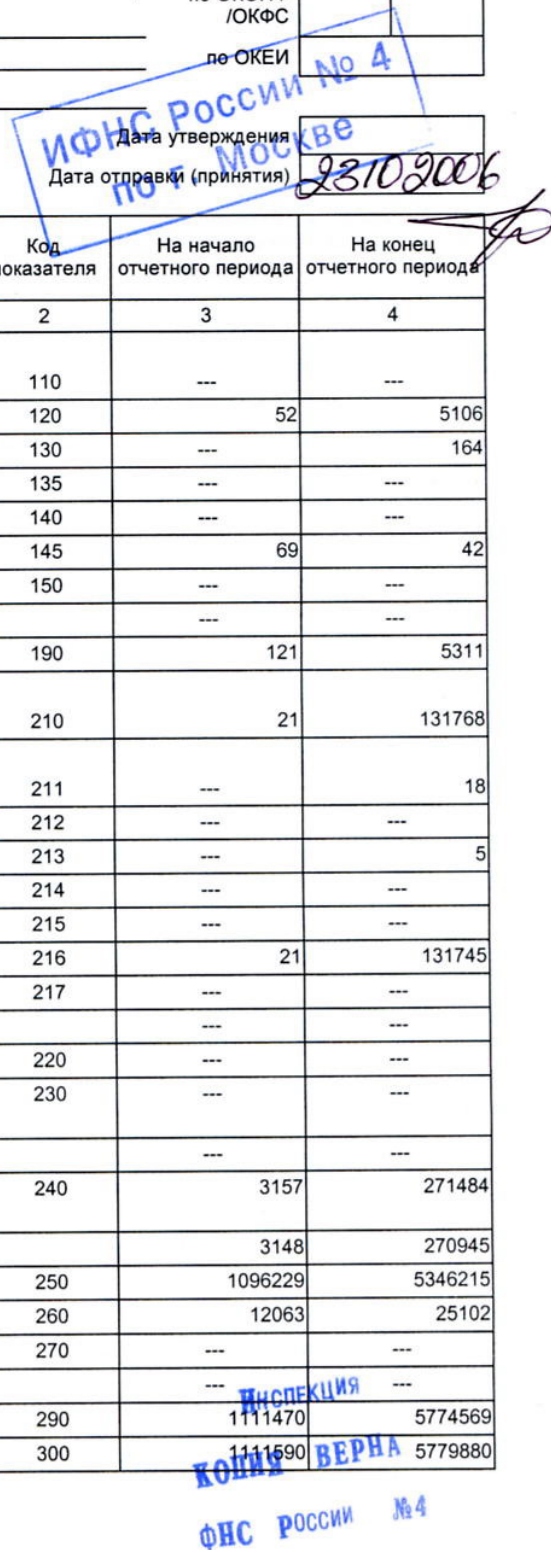 /ОКФС
по ОКЕИ
ИФНС РОССИИ № 4
по г. Москве
Дата утверждения
Дата отправки (принятия) 23102006
Код На начало На конец
показателя отчетного периода отчетного периода
2 3 4
110 --- ---
120 52 5106
130 --- 164
135 --- ---
140 --- ---
145 69 42
150 --- ---
--- ---
190 121 5311
210 21 131768
211 --- 18
212 --- ---
213 --- 5
214 --- ---
215 --- ---
216 21 131745
217 --- ---
--- ---
220 --- ---
230 --- ---
--- ---
240 3157 271484
3148 270945
250 1096229 5346215
260 12063 25102
270 --- ---
--- ---
ИНСПЕКЦИЯ
290 1111470 5774569
300 1111590 5779880
КОПИЯ ВЕРНА
ФНС РОССИИ №4